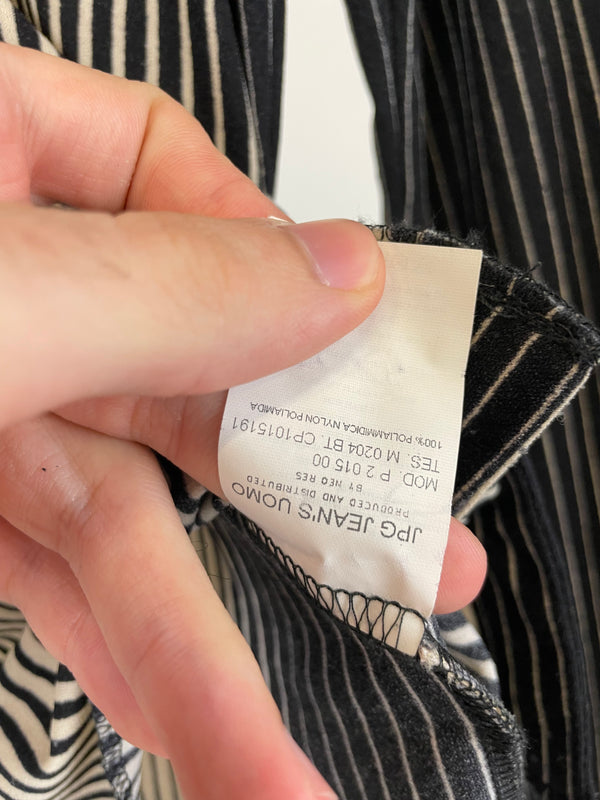 JPG JEAN'S UOMO
PRODUCED AND DISTRIBUTED
BY NEQ RES
MOD. P 2 015 00
TES. M 0204 BT. CP1015191
100% POLIAMMIDICA NYLON POLIAMIDA